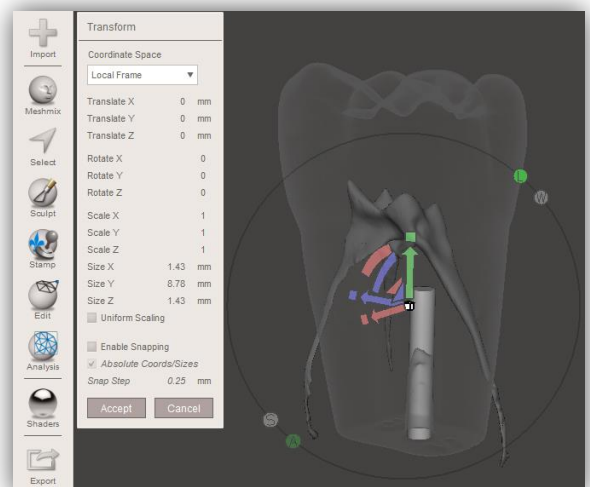 Import
Meshmix
Select
Sculpt
Stamp
Edit
Analysis
Shaders
Export
Transform
Coordinate Space
Local Frame
Translate X 0 mm
Translate Y 0 mm
Translate Z 0 mm
Rotate X 0
Rotate Y 0
Rotate Z 0
Scale X 1
Scale Y 1
Scale Z 1
Size X 1.43 mm
Size Y 8.78 mm
Size Z 1.43 mm
Uniform Scaling
Enable Snapping
Absolute Coords/Sizes
Snap Step 0.25 mm
Accept Cancel
L
W
S
A